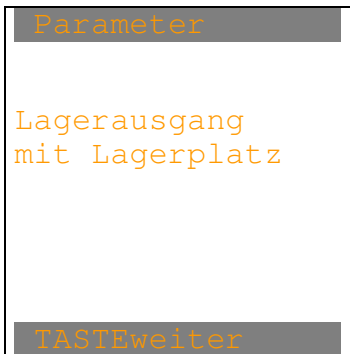 Parameter
Lagerausgang
mit Lagerplatz
TASTEweiter